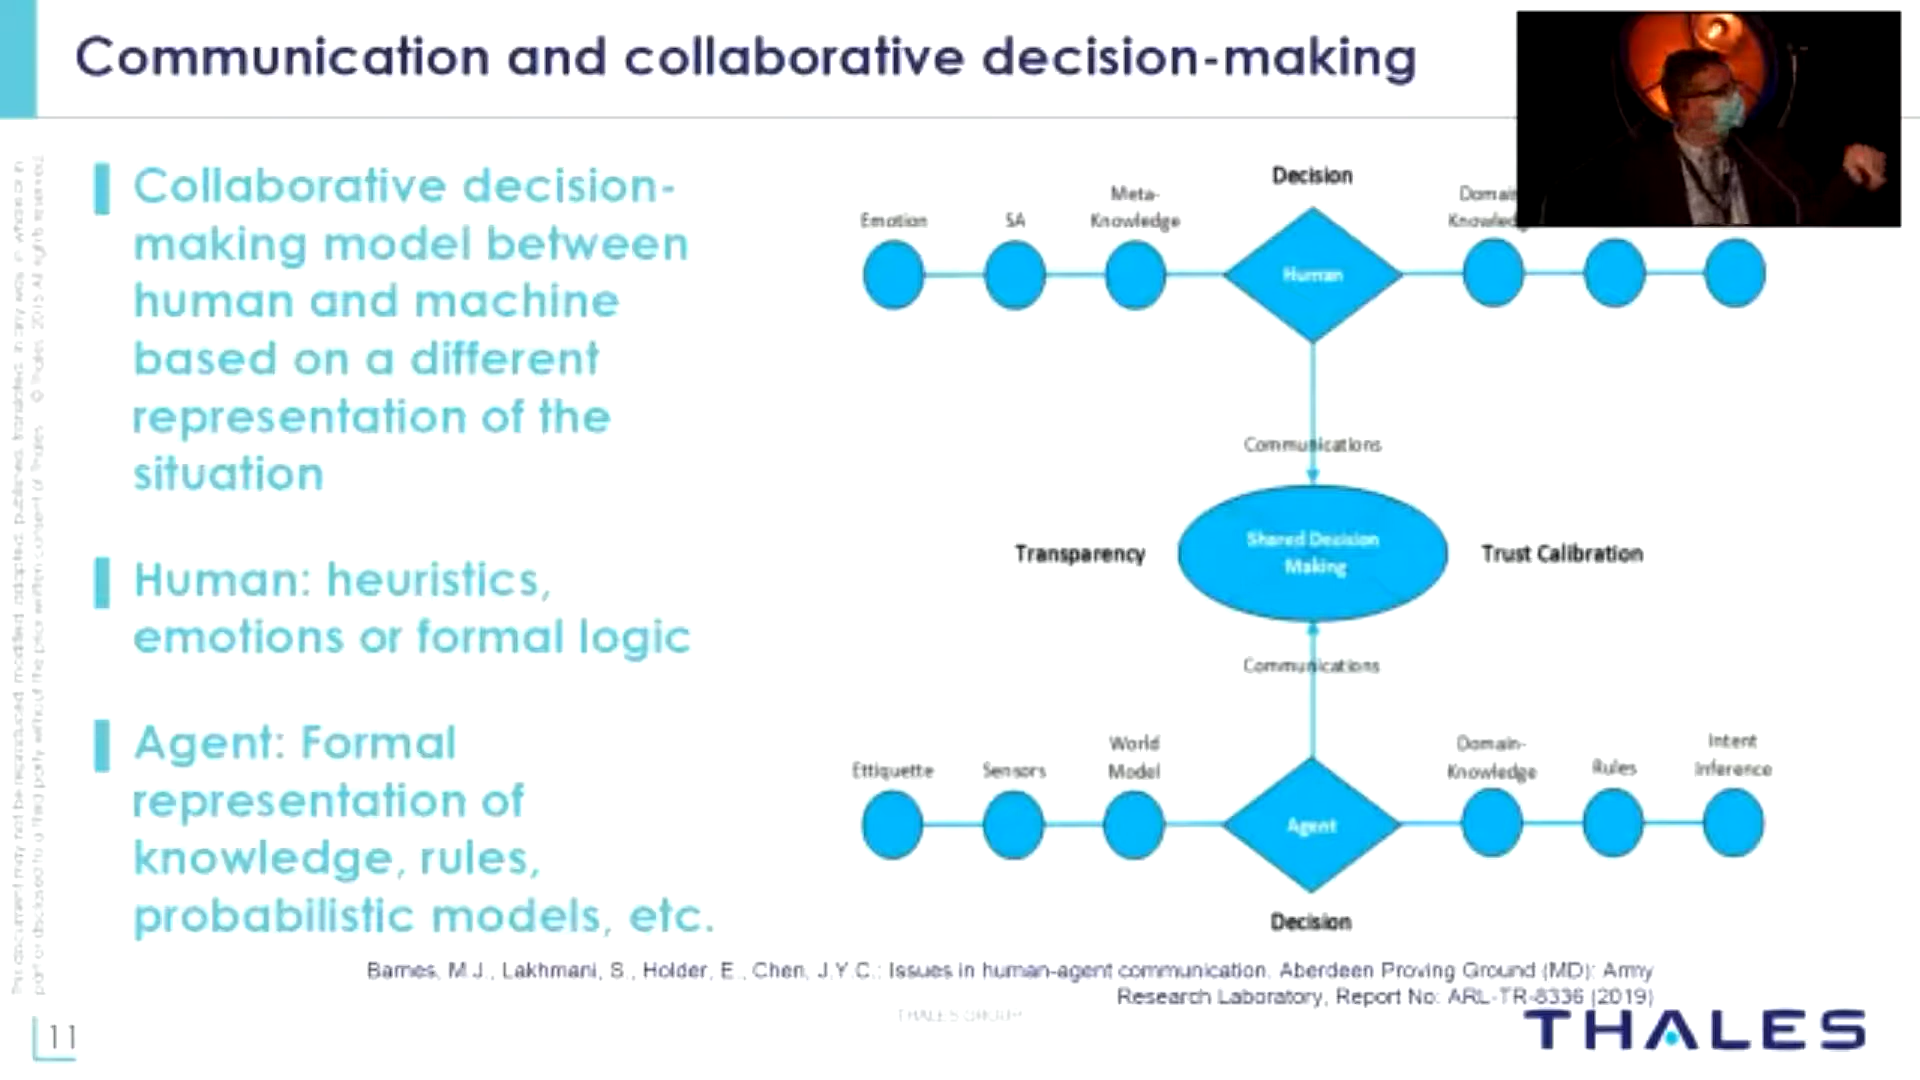 Communication and collaborative decision-making
Collaborative decision-
making model between
human and machine
based on a different
representation of the
situation
Human: heuristics,
emotions or formal logic
Agent: Formal
representation of
knowledge, rules,
probabilistic models, etc.
Decision
Emotion
SA
Meta-
Knowledge
Human
Communications
Transparency
Shared Decision
Making
Trust Calibration
Communications
Ettiquette
Sensors
World
Model
Agent
Domain-
Knowledge
Rules
Intent
Inference
Decision
Barnes, M.J., Lakhmani, S., Holder, E., Chen, J.Y.C.: Issues in human-agent communication. Aberdeen Proving Ground (MD): Army
Research Laboratory, Report No: ARL-TR-8336 (2019)
THALES GROUP
11
THALES